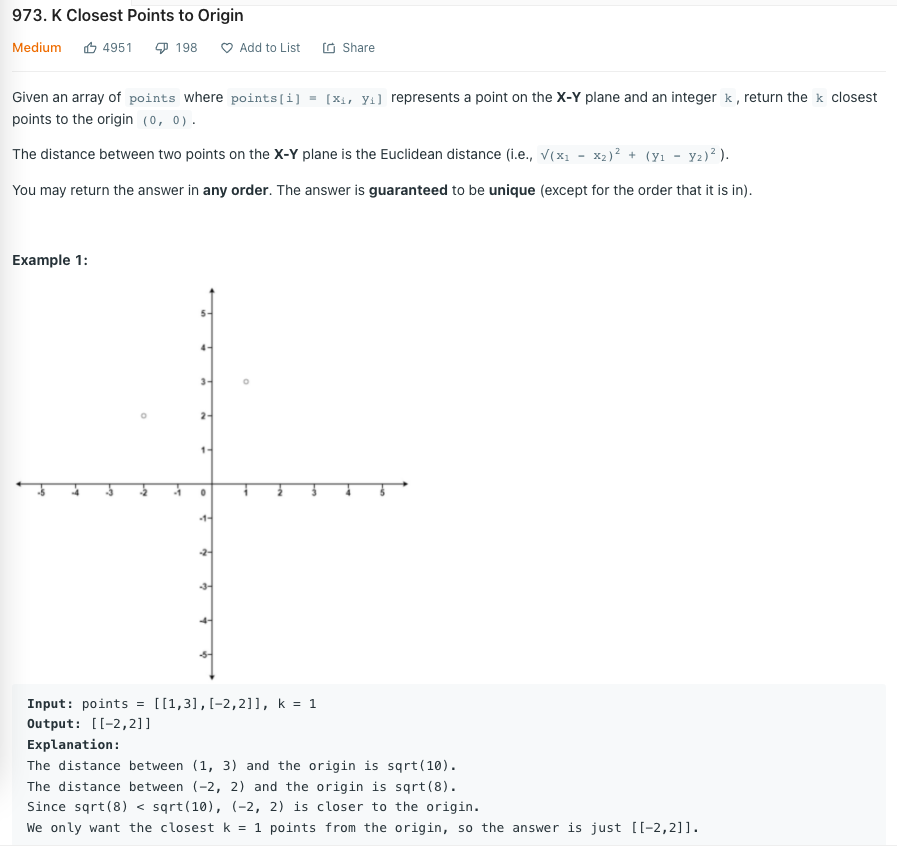 973. K Closest Points to Origin
Medium 4951 198 Add to List Share
Given an array of points where points[i] = [xᵢ, yᵢ] represents a point on the X-Y plane and an integer k, return the k closest
points to the origin (0, 0).
The distance between two points on the X-Y plane is the Euclidean distance (i.e., √(x₁ - x₂)² + (y₁ - y₂)²).
You may return the answer in any order. The answer is guaranteed to be unique (except for the order that it is in).
Example 1:
5
4
3
2
1
-5 -4 -3 -2 -1 0 1 2 3 4 5
-1
-2
-3
-4
-5
Input: points = [[1,3],[-2,2]], k = 1
Output: [[-2,2]]
Explanation:
The distance between (1, 3) and the origin is sqrt(10).
The distance between (-2, 2) and the origin is sqrt(8).
Since sqrt(8) < sqrt(10), (-2, 2) is closer to the origin.
We only want the closest k = 1 points from the origin, so the answer is just [[-2,2]].